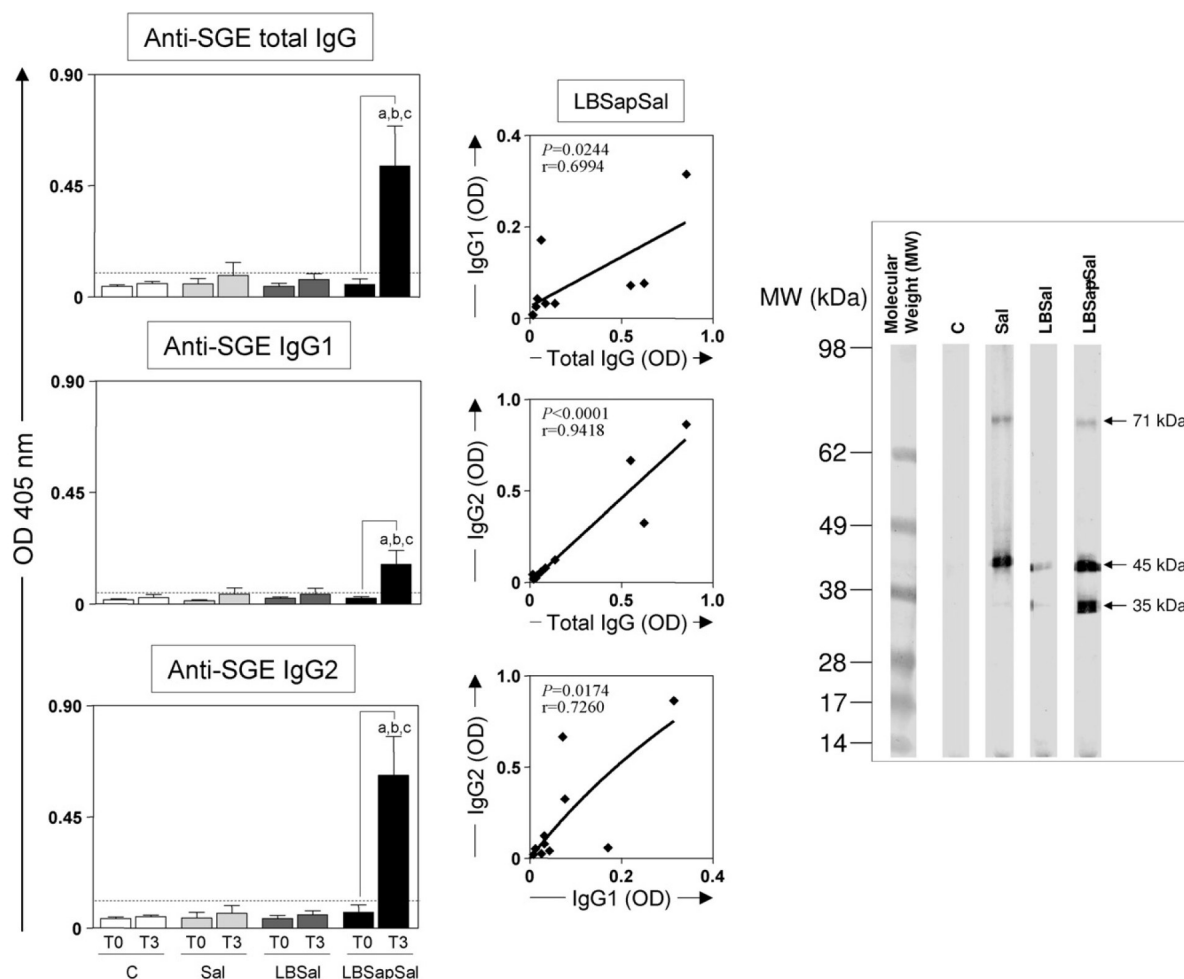 Anti-SGE total IgG
0.90
0.45
0
a,b,c
Anti-SGE IgG1
0.90
0.45
0
a,b,c
Anti-SGE IgG2
0.90
0.45
0
a,b,c
OD 405 nm
T0 T3 T0 T3 T0 T3 T0 T3
C Sal LBSal LBSapSal
LBSapSal
P=0.0244
r=0.6994
0.4
0.2
0
IgG1 (OD)
0 0.5 1.0
Total IgG (OD)
P<0.0001
r=0.9418
1.0
0.5
0
IgG2 (OD)
0 0.5 1.0
Total IgG (OD)
P=0.0174
r=0.7260
1.0
0.5
0
IgG2 (OD)
0 0.2 0.4
IgG1 (OD)
MW (kDa)
Molecular
Weight (MW)
C
Sal
LBSal
LBSapSal
98
62
49
38
28
17
14
71 kDa
45 kDa
35 kDa